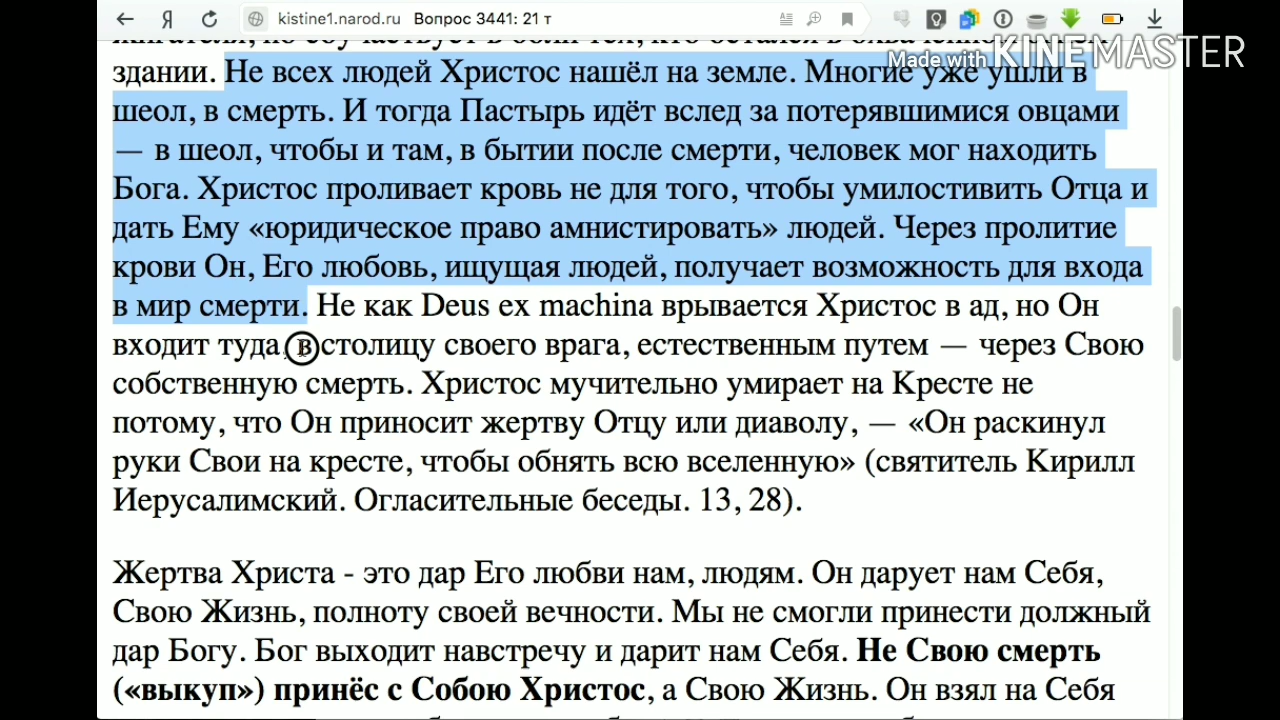 kistine1.narod.ru Вопрос 3441: 21 т
Made with KINEMASTER
здании. Не всех людей Христос нашёл на земле. Многие уже ушли в
шеол, в смерть. И тогда Пастырь идёт вслед за потерявшимися овцами
— в шеол, чтобы и там, в бытии после смерти, человек мог находить
Бога. Христос проливает кровь не для того, чтобы умилостивить Отца и
дать Ему «юридическое право амнистировать» людей. Через пролитие
крови Он, Его любовь, ищущая людей, получает возможность для входа
в мир смерти. Не как Deus ex machina врывается Христос в ад, но Он
входит туда, в столицу своего врага, естественным путем — через Свою
собственную смерть. Христос мучительно умирает на Кресте не
потому, что Он приносит жертву Отцу или диаволу, — «Он раскинул
руки Свои на кресте, чтобы обнять всю вселенную» (святитель Кирилл
Иерусалимский. Огласительные беседы. 13, 28).
Жертва Христа - это дар Его любви нам, людям. Он дарует нам Себя,
Свою Жизнь, полноту своей вечности. Мы не смогли принести должный
дар Богу. Бог выходит навстречу и дарит нам Себя. Не Свою смерть
(«выкуп») принёс с Собою Христос, а Свою Жизнь. Он взял на Себя